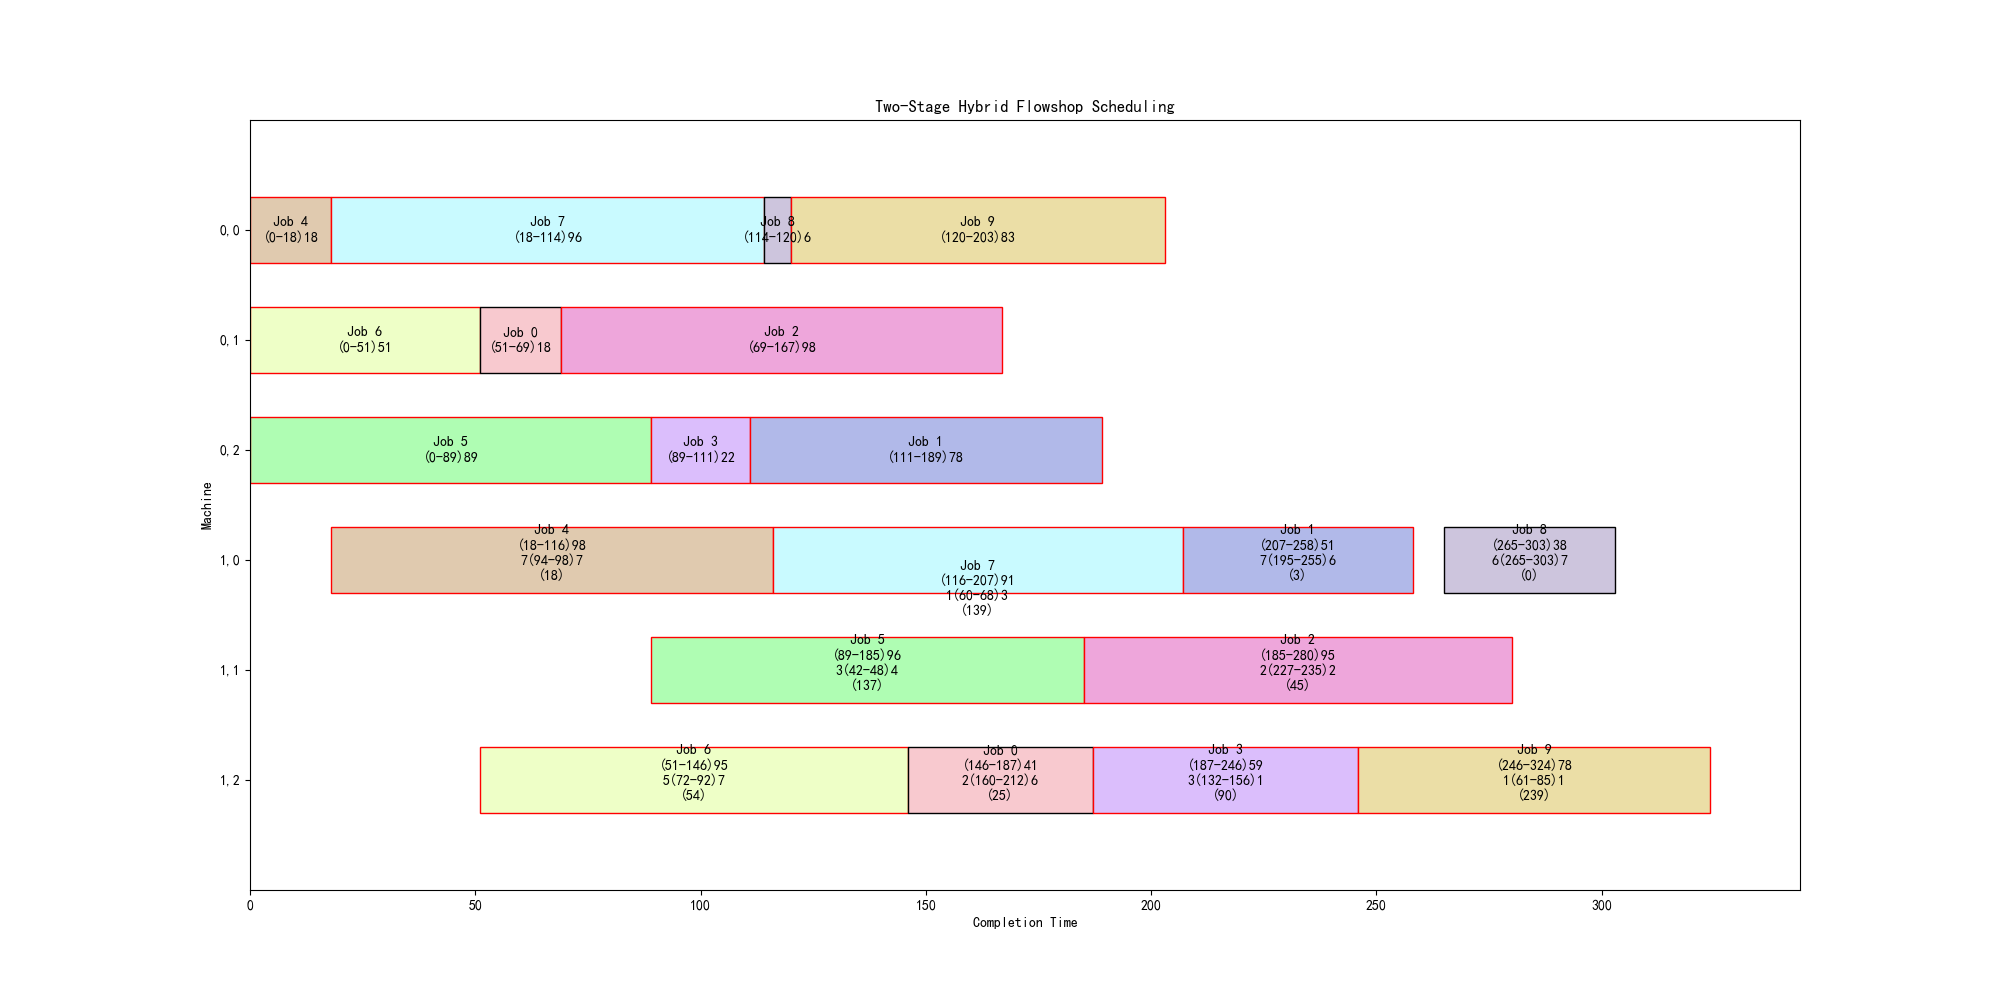 Two-Stage Hybrid Flowshop Scheduling
Machine
0,0
Job 4
(0-18)18
Job 7
(18-114)96
Job 8
(114-120)6
Job 9
(120-203)83
0,1
Job 6
(0-51)51
Job 0
(51-69)18
Job 2
(69-167)98
0,2
Job 5
(0-89)89
Job 3
(89-111)22
Job 1
(111-189)78
1,0
Job 4
(18-116)98
7(94-98)7
(18)
Job 7
(116-207)91
1(60-68)3
(139)
Job 1
(207-258)51
7(195-255)6
(3)
Job 8
(265-303)38
6(265-303)7
(0)
1,1
Job 5
(89-185)96
3(42-48)4
(137)
Job 2
(185-280)95
2(227-235)2
(45)
1,2
Job 6
(51-146)95
5(72-92)7
(54)
Job 0
(146-187)41
2(160-212)6
(25)
Job 3
(187-246)59
3(132-156)1
(90)
Job 9
(246-324)78
1(61-85)1
(239)
0
50
100
150
200
250
300
Completion Time